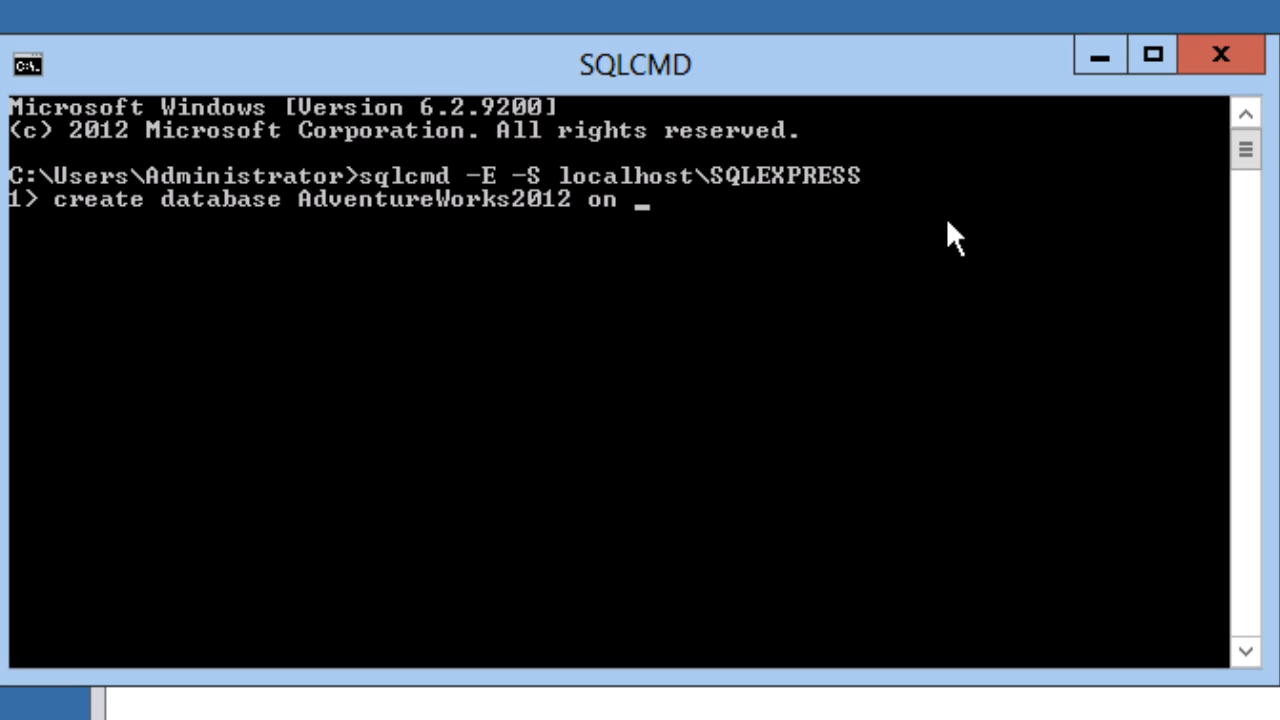 SQLCMD
Microsoft Windows [Version 6.2.9200]
(c) 2012 Microsoft Corporation. All rights reserved.
C:\Users\Administrator>sqlcmd -E -S localhost\SQLEXPRESS
1> create database AdventureWorks2012 on _